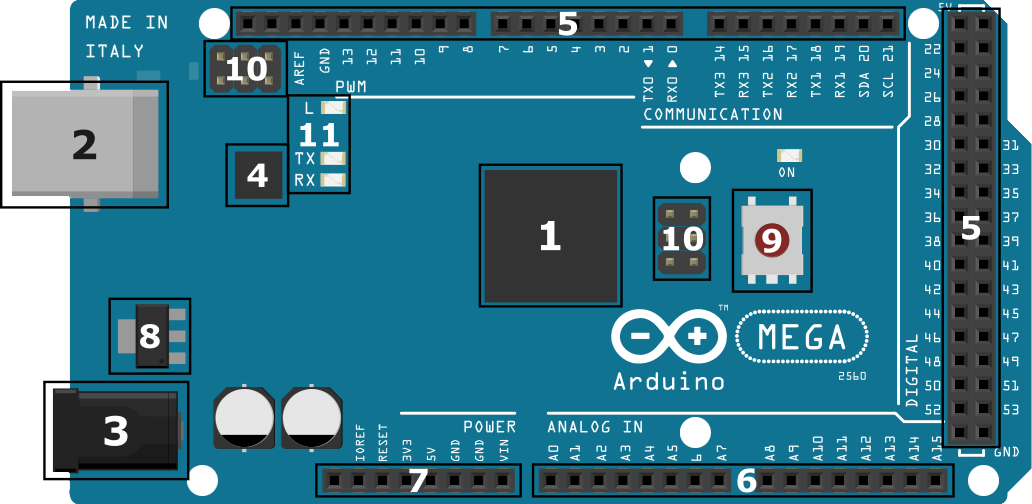 MADE IN
ITALY
5
5V
10
AREF
GND
13
12
11
10
9
8
7
6
5
4
3
2
TX0 1
RX0 0
TX3 14
RX3 15
TX2 16
RX2 17
TX1 18
RX1 19
SDA 20
SCL 21
PWM
COMMUNICATION
L
11
TX
RX
2
4
1
10
ON
9
22
24
26
28
30 31
32 33
34 35
36 37
5
38 39
40 41
42 43
44 45
46 47
48 49
50 51
52 53
DIGITAL
GND
8
TM
MEGA
Arduino
2560
3
POWER
ANALOG IN
IOREF
RESET
3V3
5V
GND
GND
VIN
A0
A1
A2
A3
A4
A5
6
A7
A8
A9
A10
A11
A12
A13
A14
A15
7
6